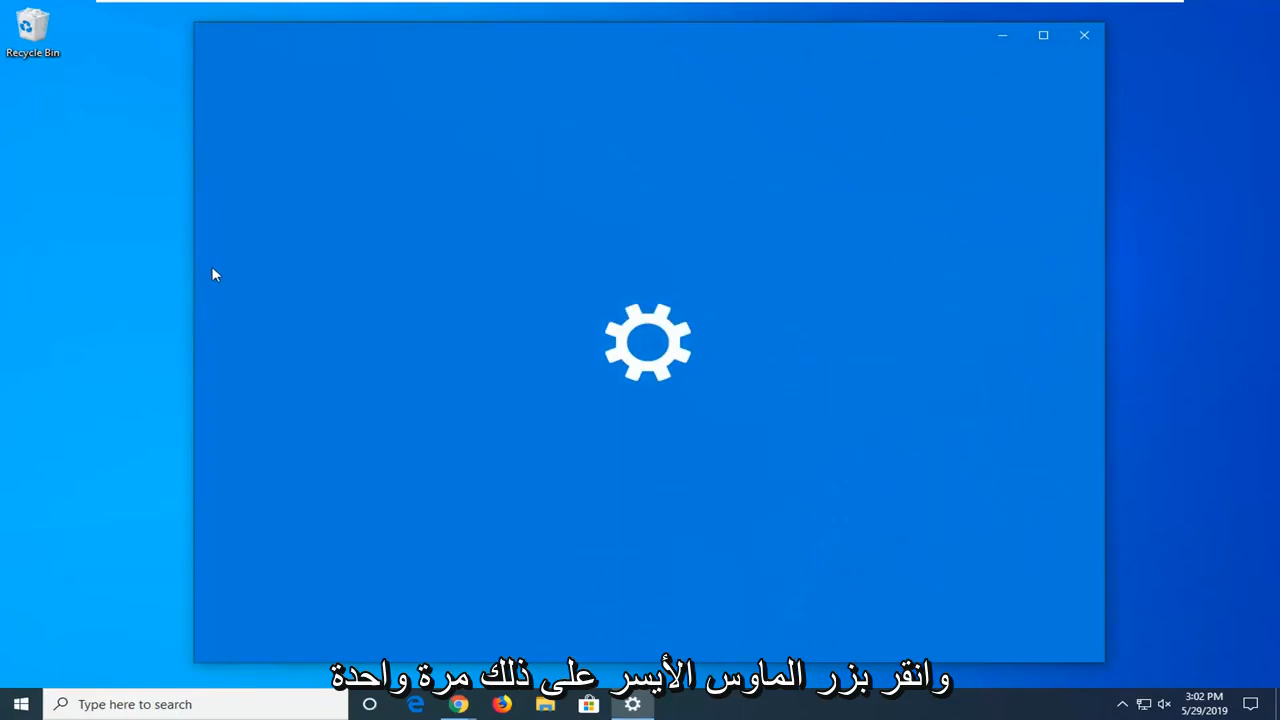 Recycle Bin
وانقر بزر الماوس الأيسر على ذلك مرة واحدة
Type here to search
3:02 PM
5/29/2019